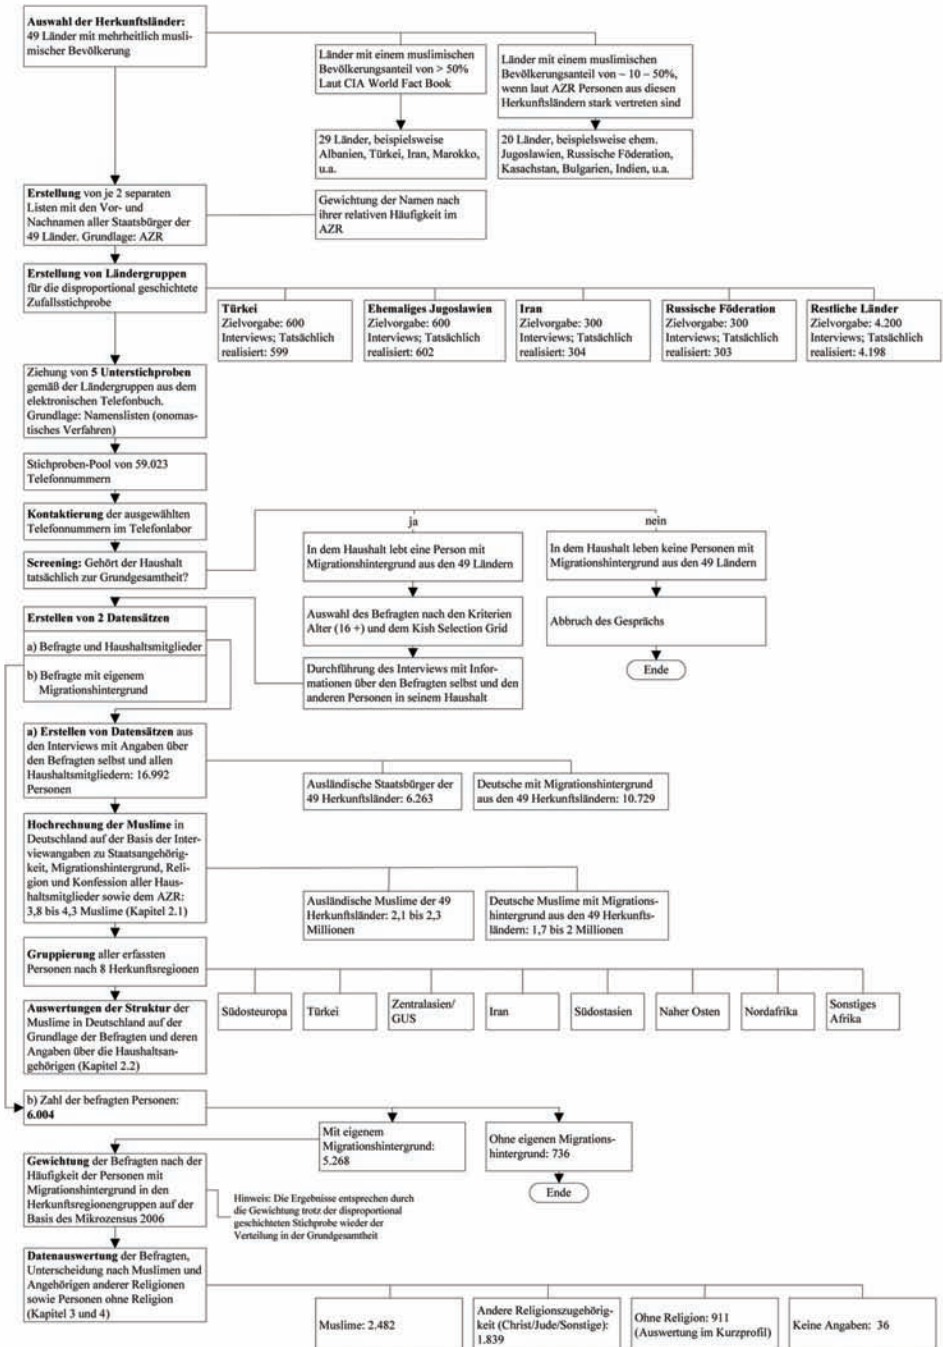 Auswahl der Herkunftsländer:
49 Länder mit mehrheitlich musli-
mischer Bevölkerung
Länder mit einem muslimischen
Bevölkerungsanteil von > 50%
Laut CIA World Fact Book
Länder mit einem muslimischen
Bevölkerungsanteil von ~ 10 – 50%,
wenn laut AZR Personen aus diesen
Herkunftsländern stark vertreten sind
29 Länder, beispielsweise
Albanien, Türkei, Iran, Marokko,
u.a.
20 Länder, beispielsweise ehem.
Jugoslawien, Russische Föderation,
Kasachstan, Bulgarien, Indien, u.a.
Erstellung von je 2 separaten
Listen mit den Vor- und
Nachnamen aller Staatsbürger der
49 Länder. Grundlage: AZR
Gewichtung der Namen nach
ihrer relativen Häufigkeit im
AZR
Erstellung von Ländergruppen
für die disproportional geschichtete
Zufallsstichprobe
Türkei
Zielvorgabe: 600
Interviews; Tatsächlich
realisiert: 599
Ehemaliges Jugoslawien
Zielvorgabe: 600
Interviews; Tatsächlich
realisiert: 602
Iran
Zielvorgabe: 300
Interviews; Tatsächlich
realisiert: 304
Russische Föderation
Zielvorgabe: 300
Interviews; Tatsächlich
realisiert: 303
Restliche Länder
Zielvorgabe: 4.200
Interviews; Tatsächlich
realisiert: 4.198
Ziehung von 5 Unterstichproben
gemäß der Ländergruppen aus dem
elektronischen Telefonbuch.
Grundlage: Namenslisten (onomas-
tisches Verfahren)
Stichproben-Pool von 59.023
Telefonnummern
Kontaktierung der ausgewählten
Telefonnummern im Telefonlabor
Screening: Gehört der Haushalt
tatsächlich zur Grundgesamtheit?
ja
nein
In dem Haushalt lebt eine Person mit
Migrationshintergrund aus den 49 Ländern
In dem Haushalt leben keine Personen mit
Migrationshintergrund aus den 49 Ländern
Auswahl des Befragten nach den Kriterien
Alter (16 +) und dem Kish Selection Grid
Abbruch des Gesprächs
Durchführung des Interviews mit Infor-
mationen über den Befragten selbst und den
anderen Personen in seinem Haushalt
Ende
Erstellen von 2 Datensätzen
a) Befragte und Haushaltsmitglieder
b) Befragte mit eigenem
Migrationshintergrund
a) Erstellen von Datensätzen aus
den Interviews mit Angaben über
den Befragten selbst und allen
Haushaltsmitgliedern: 16.992
Personen
Ausländische Staatsbürger der
49 Herkunftsländer: 6.263
Deutsche mit Migrationshintergrund
aus den 49 Herkunftsländern: 10.729
Hochrechnung der Muslime in
Deutschland auf der Basis der Inter-
viewangaben zu Staatsangehörig-
keit, Migrationshintergrund, Reli-
gion und Konfession aller Haus-
haltsmitglieder sowie dem AZR:
3,8 bis 4,3 Muslime (Kapitel 2.1)
Ausländische Muslime der 49
Herkunftsländer: 2,1 bis 2,3
Millionen
Deutsche Muslime mit Migrations-
hintergrund aus den 49 Herkunfts-
ländern: 1,7 bis 2 Millionen
Gruppierung aller erfassten
Personen nach 8 Herkunftsregionen
Südosteuropa
Türkei
Zentralasien/
GUS
Iran
Südostasien
Naher Osten
Nordafrika
Sonstiges
Afrika
Auswertungen der Struktur der
Muslime in Deutschland auf der
Grundlage der Befragten und deren
Angaben über die Haushaltsan-
gehörigen (Kapitel 2.2)
b) Zahl der befragten Personen:
6.004
Mit eigenem
Migrationshintergrund:
5.268
Ohne eigenen Migrations-
hintergrund: 736
Ende
Gewichtung der Befragten nach der
Häufigkeit der Personen mit
Migrationshintergrund in den
Herkunftsregionengruppen auf der
Basis des Mikrozensus 2006
Hinweis: Die Ergebnisse entsprechen durch
die Gewichtung trotz der disproportional
geschichteten Stichprobe wieder der
Verteilung in der Grundgesamtheit
Datenauswertung der Befragten,
Unterscheidung nach Muslimen und
Angehörigen anderer Religionen
sowie Personen ohne Religion
(Kapitel 3 und 4)
Muslime: 2.482
Andere Religionszugehörig-
keit (Christ/Jude/Sonstige):
1.839
Ohne Religion: 911
(Auswertung im Kurzprofil)
Keine Angaben: 36